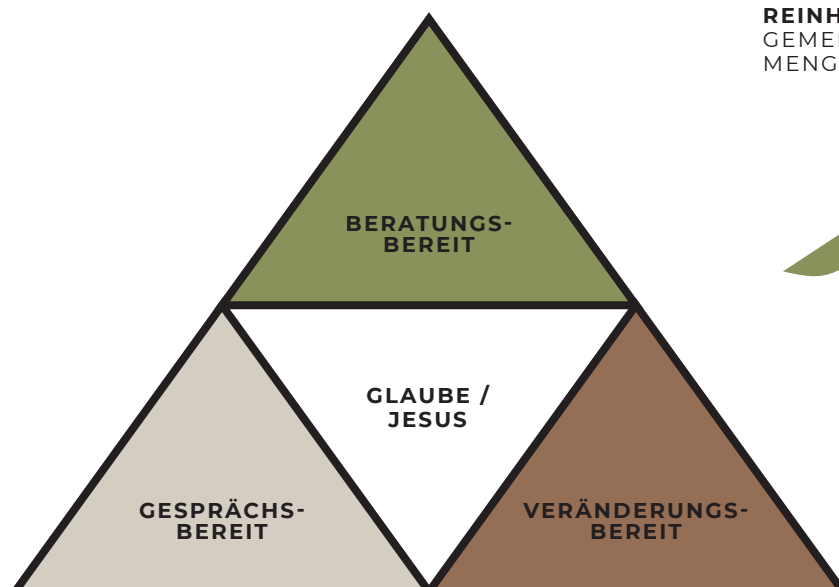 BERATUNGS-
BEREIT
GLAUBE /
JESUS
GESPRÄCHS-
BEREIT
VERÄNDERUNGS-
BEREIT